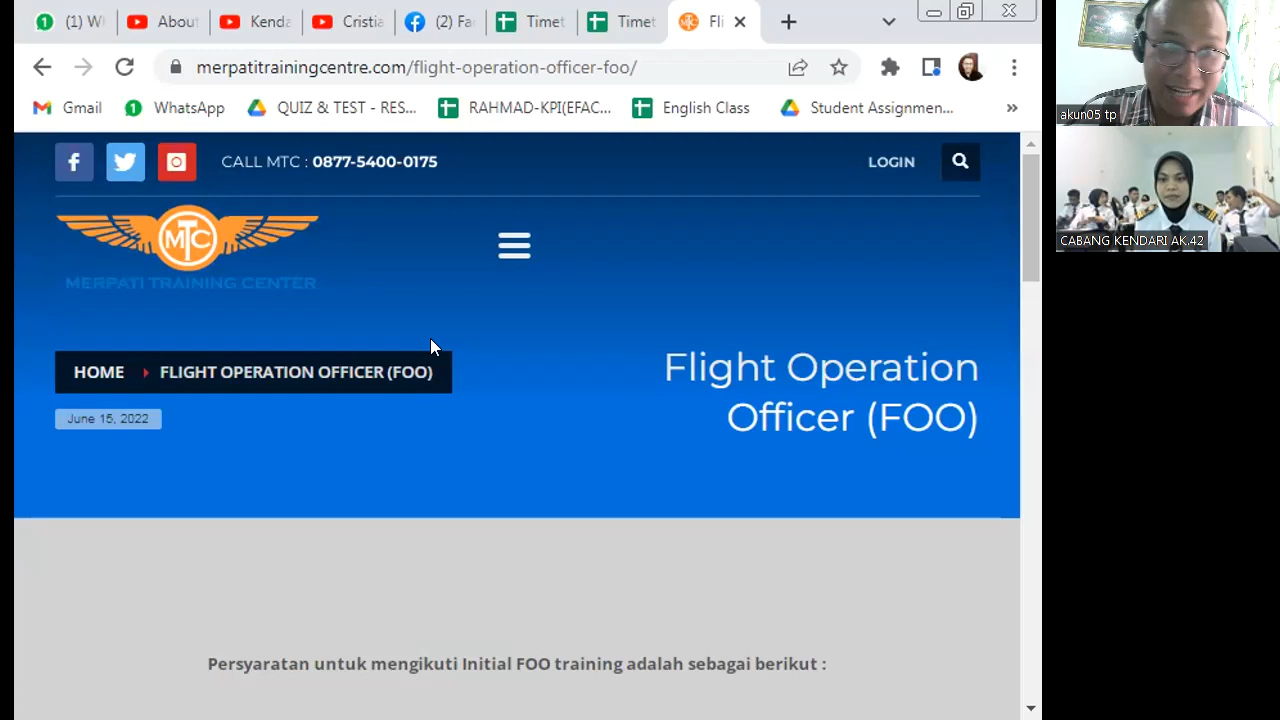 (1) W
About
Kenda
Cristia
(2) Fa
Timet
Timet
Fli
merpatitrainingcentre.com/flight-operation-officer-foo/
Gmail
WhatsApp
QUIZ & TEST - RES...
RAHMAD-KPI(EFAC...
English Class
Student Assignmen...
CALL MTC : 0877-5400-0175
LOGIN
MTC
MERPATI TRAINING CENTER
HOME
FLIGHT OPERATION OFFICER (FOO)
June 15, 2022
Flight Operation
Officer (FOO)
Persyaratan untuk mengikuti Initial FOO training adalah sebagai berikut :
akun05 tp
CABANG KENDARI AK.42